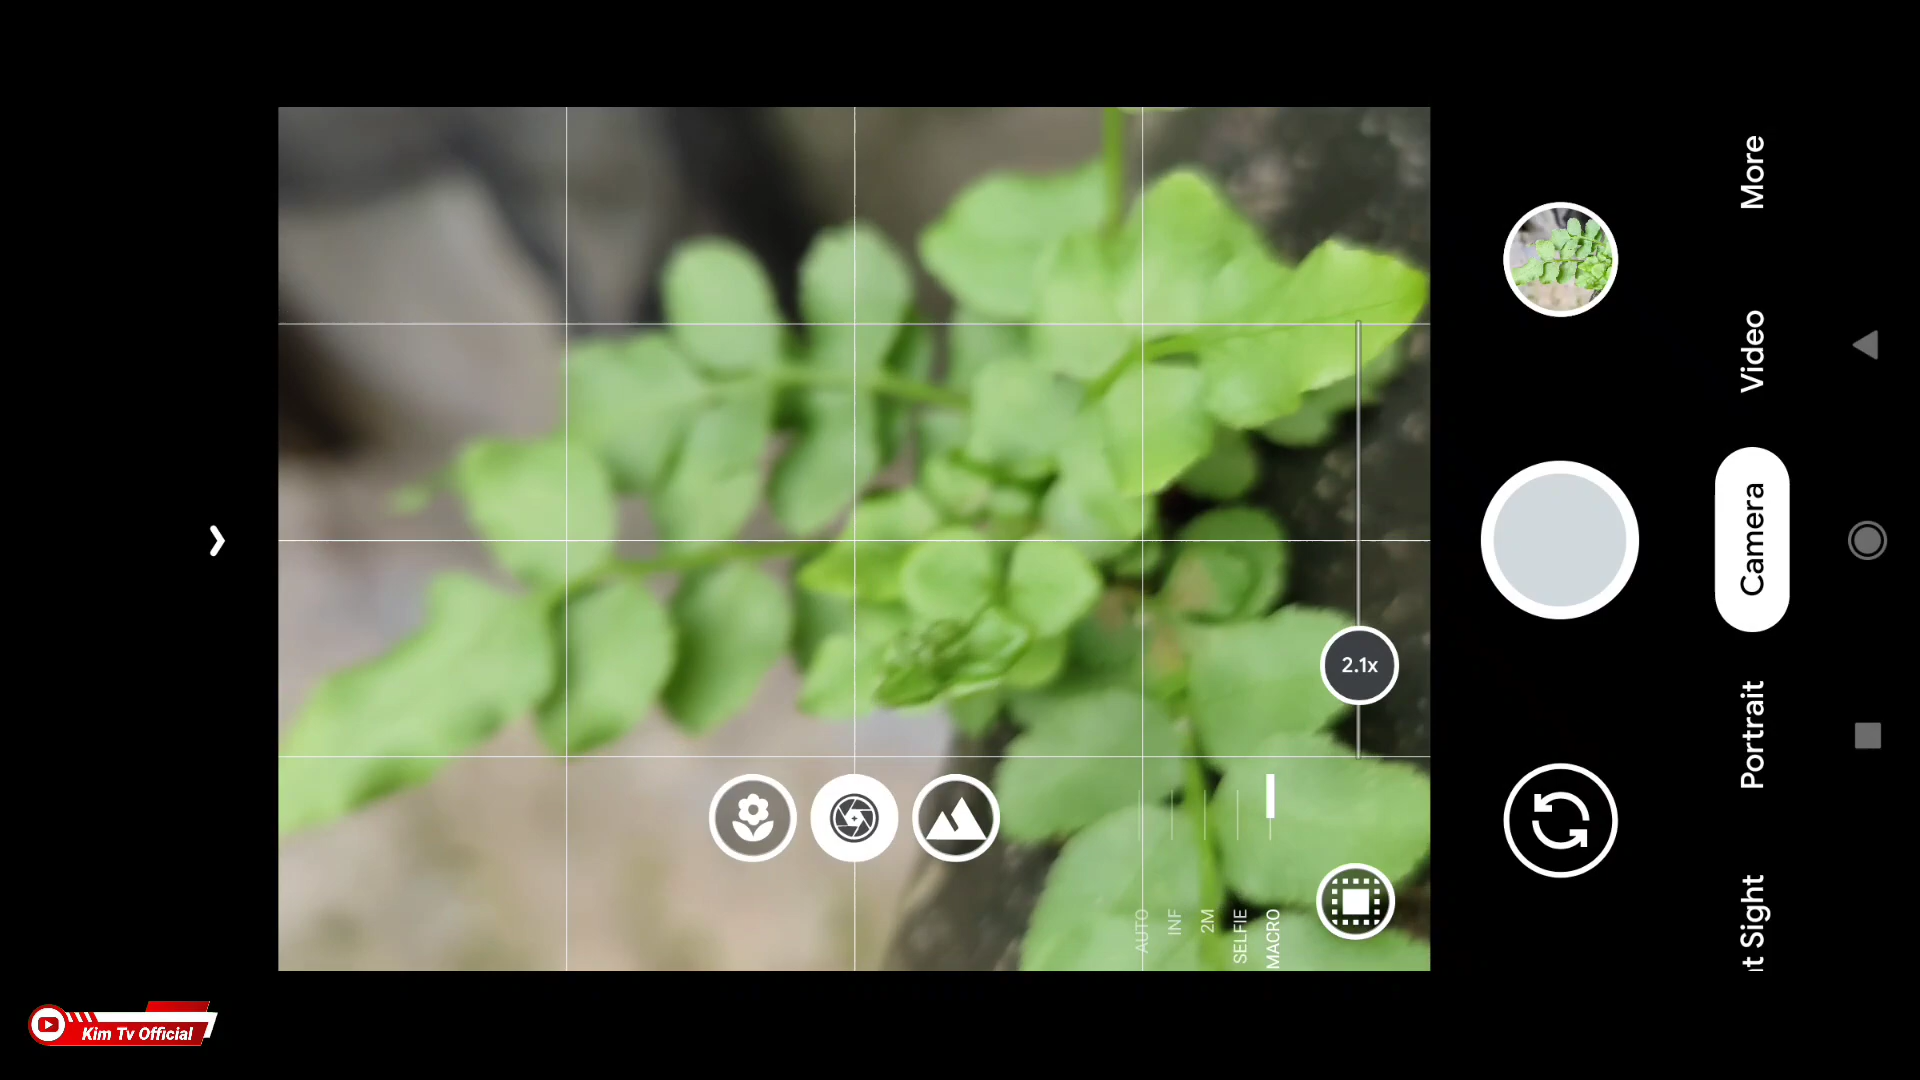 More
Video
Camera
Portrait
t Sight
2.1x
AUTO
INF
2M
SELFIE
MACRO
Kim Tv Official